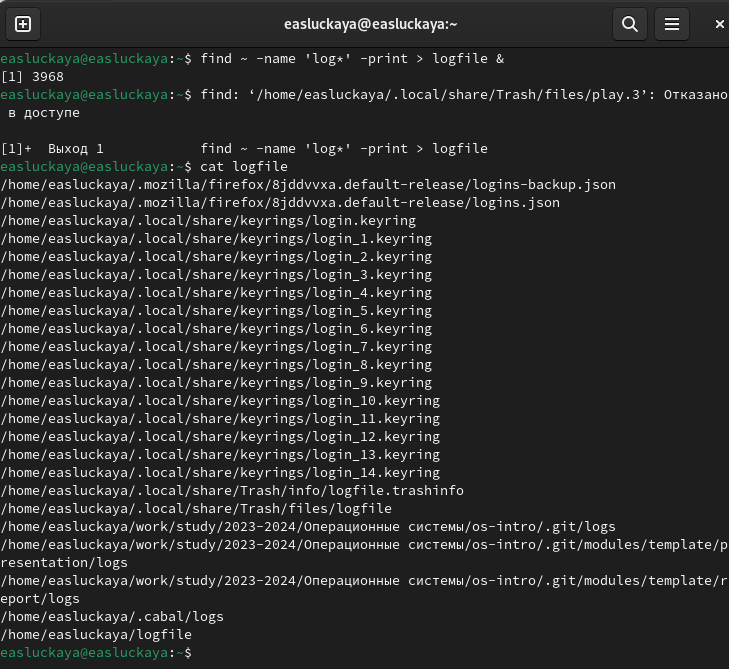 easluckaya@easluckaya:~
easluckaya@easluckaya:~$ find ~ -name 'log*' -print > logfile &
[1] 3968
easluckaya@easluckaya:~$ find: ‘/home/easluckaya/.local/share/Trash/files/play.3’: Отказано
 в доступе
[1]+  Выход 1            find ~ -name 'log*' -print > logfile
easluckaya@easluckaya:~$ cat logfile
/home/easluckaya/.mozilla/firefox/8jddvvxa.default-release/logins-backup.json
/home/easluckaya/.mozilla/firefox/8jddvvxa.default-release/logins.json
/home/easluckaya/.local/share/keyrings/login.keyring
/home/easluckaya/.local/share/keyrings/login_1.keyring
/home/easluckaya/.local/share/keyrings/login_2.keyring
/home/easluckaya/.local/share/keyrings/login_3.keyring
/home/easluckaya/.local/share/keyrings/login_4.keyring
/home/easluckaya/.local/share/keyrings/login_5.keyring
/home/easluckaya/.local/share/keyrings/login_6.keyring
/home/easluckaya/.local/share/keyrings/login_7.keyring
/home/easluckaya/.local/share/keyrings/login_8.keyring
/home/easluckaya/.local/share/keyrings/login_9.keyring
/home/easluckaya/.local/share/keyrings/login_10.keyring
/home/easluckaya/.local/share/keyrings/login_11.keyring
/home/easluckaya/.local/share/keyrings/login_12.keyring
/home/easluckaya/.local/share/keyrings/login_13.keyring
/home/easluckaya/.local/share/keyrings/login_14.keyring
/home/easluckaya/.local/share/Trash/info/logfile.trashinfo
/home/easluckaya/.local/share/Trash/files/logfile
/home/easluckaya/work/study/2023-2024/Операционные системы/os-intro/.git/logs
/home/easluckaya/work/study/2023-2024/Операционные системы/os-intro/.git/modules/template/p
resentation/logs
/home/easluckaya/work/study/2023-2024/Операционные системы/os-intro/.git/modules/template/r
eport/logs
/home/easluckaya/.cabal/logs
/home/easluckaya/logfile
easluckaya@easluckaya:~$